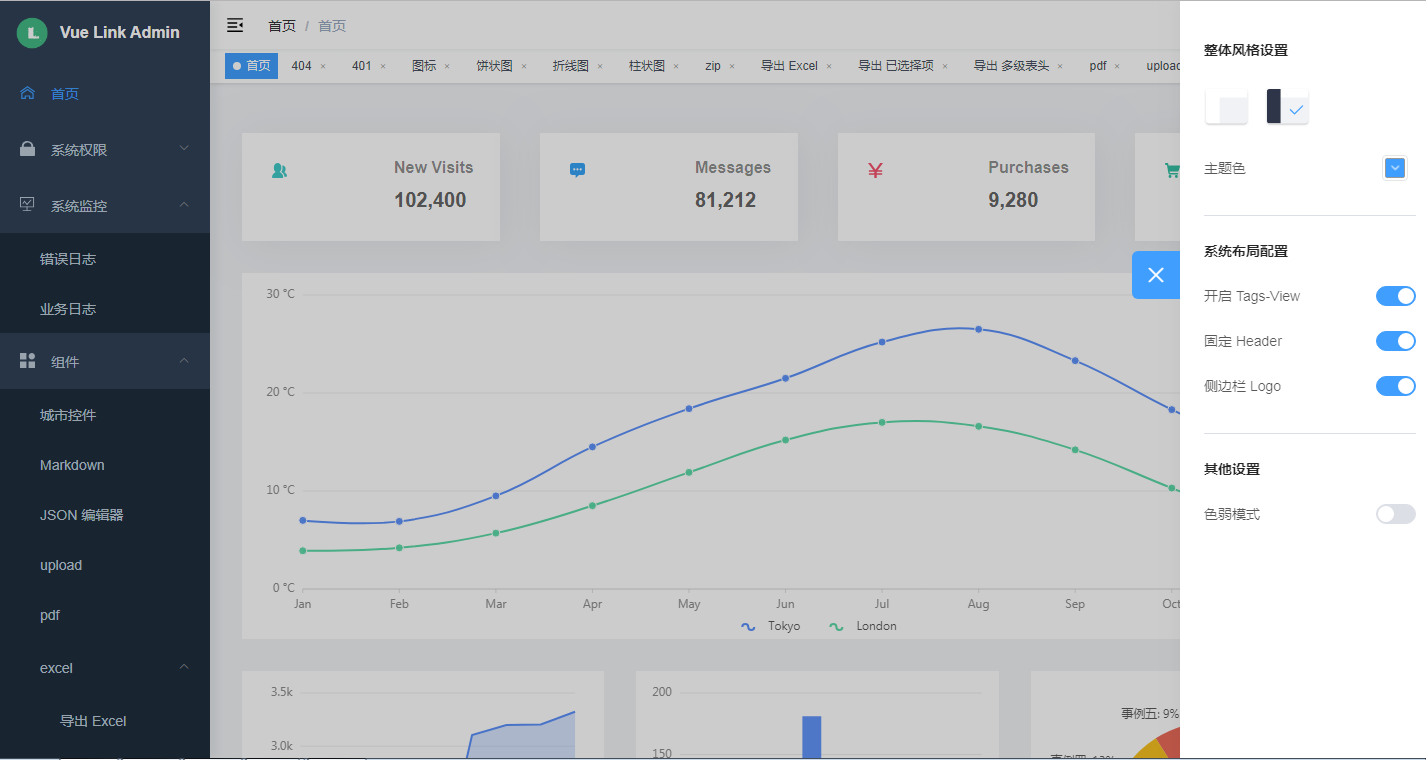 Vue Link Admin
首页
系统权限
系统监控
错误日志
业务日志
组件
城市控件
Markdown
JSON 编辑器
upload
pdf
excel
导出 Excel
首页 / 首页
首页 404 × 401 × 图标 × 饼状图 × 折线图 × 柱状图 × zip × 导出 Excel × 导出 已选择项 × 导出 多级表头 × pdf × upload
New Visits
102,400
Messages
81,212
Purchases
9,280
30 °C
20 °C
10 °C
0 °C
Jan Feb Mar Apr May Jun Jul Aug Sep Oct
Tokyo London
3.5k
3.0k
200
150
事例五: 9%
整体风格设置
主题色
系统布局配置
开启 Tags-View
固定 Header
侧边栏 Logo
其他设置
色弱模式